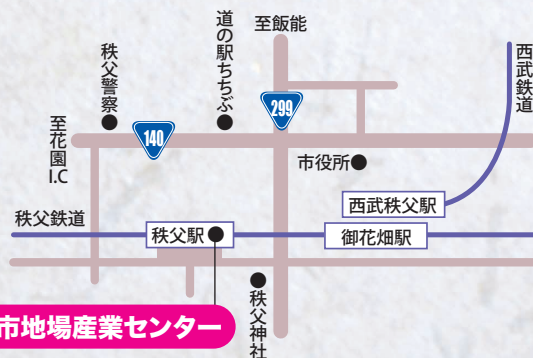 至飯能
道の駅ちちぶ
秩父警察
西武鉄道
299
140
至花園I.C
市役所
西武秩父駅
秩父鉄道
秩父駅
御花畑駅
秩父神社
市地場産業センター